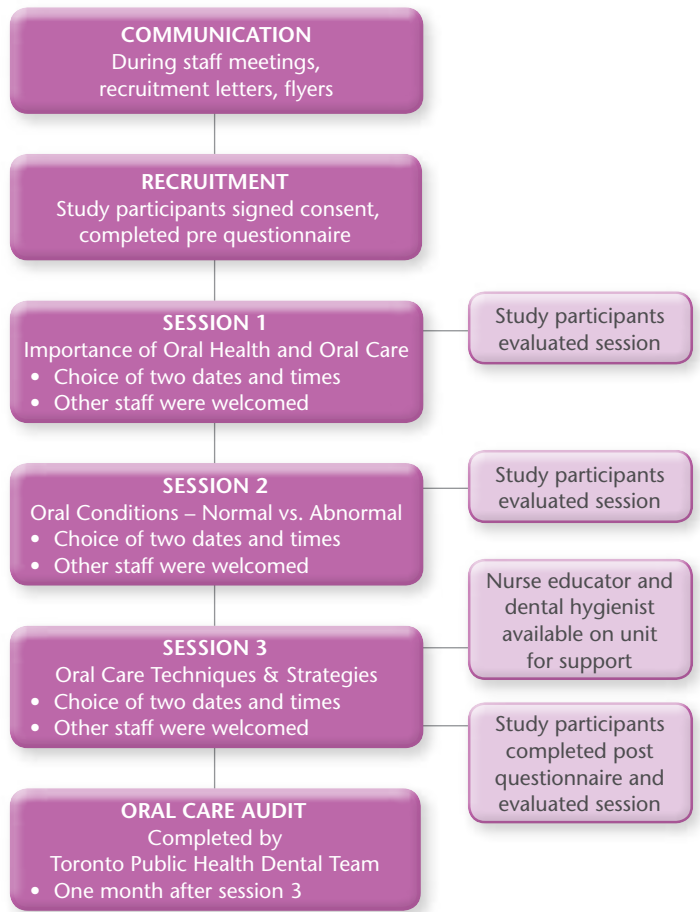 COMMUNICATION
During staff meetings,
recruitment letters, flyers
RECRUITMENT
Study participants signed consent,
completed pre questionnaire
SESSION 1
Importance of Oral Health and Oral Care
• Choice of two dates and times
• Other staff were welcomed
Study participants
evaluated session
SESSION 2
Oral Conditions – Normal vs. Abnormal
• Choice of two dates and times
• Other staff were welcomed
Study participants
evaluated session
SESSION 3
Oral Care Techniques & Strategies
• Choice of two dates and times
• Other staff were welcomed
Nurse educator and
dental hygienist
available on unit
for support
Study participants
completed post
questionnaire and
evaluated session
ORAL CARE AUDIT
Completed by
Toronto Public Health Dental Team
• One month after session 3